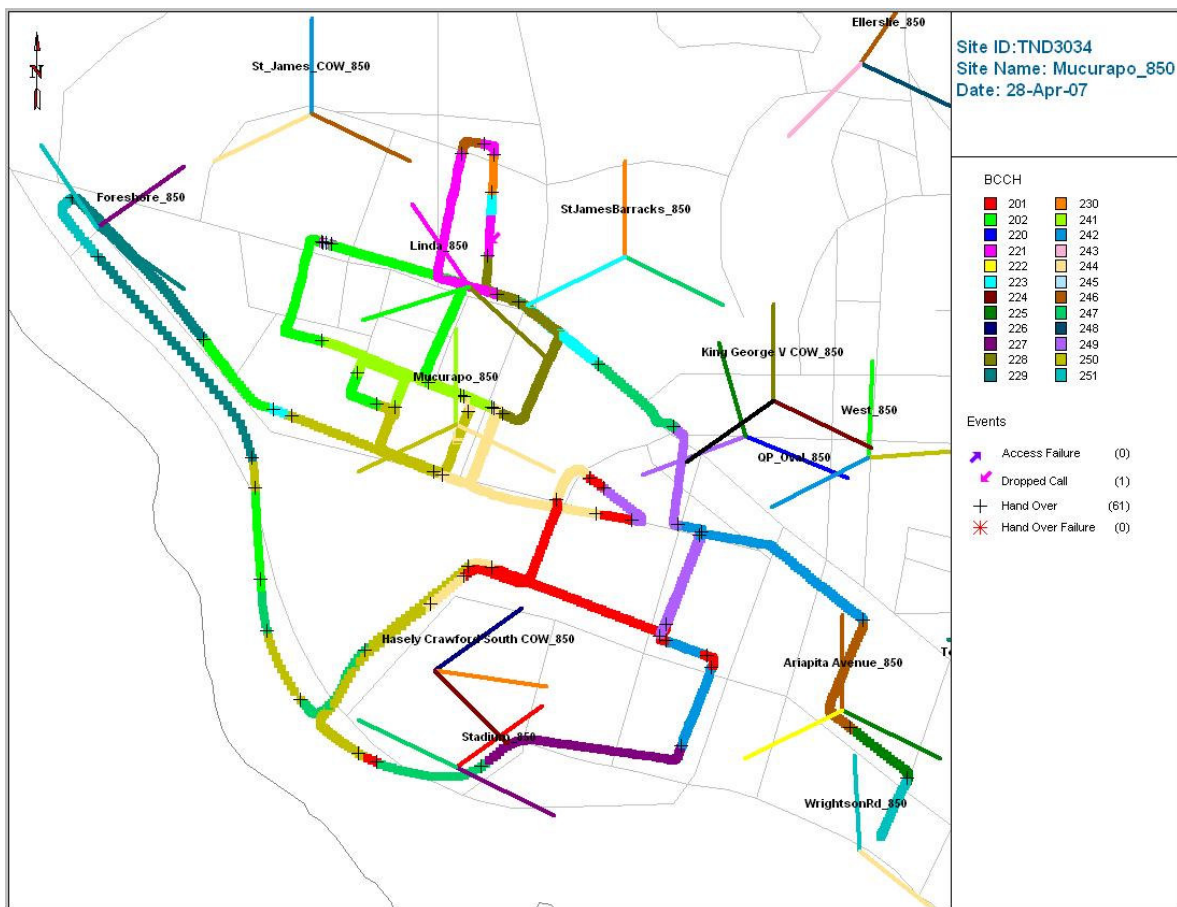 N
St_James_COW_850
Ellerslie_850
Foreshore_850
StJamesBarracks_850
Linda_850
King George V COW_850
Mucurapo_850
West_850
QP_Oval_850
Hasely Crawford South COW_850
Ariapita Avenue_850
Stadium_850
WrightsonRd_850
Site ID:TND3034
Site Name: Mucurapo_850
Date: 28-Apr-07
BCCH
201 230
202 241
220 242
221 243
222 244
223 245
224 246
225 247
226 248
227 249
228 250
229 251
Events
Access Failure (0)
Dropped Call (1)
Hand Over (61)
Hand Over Failure (0)